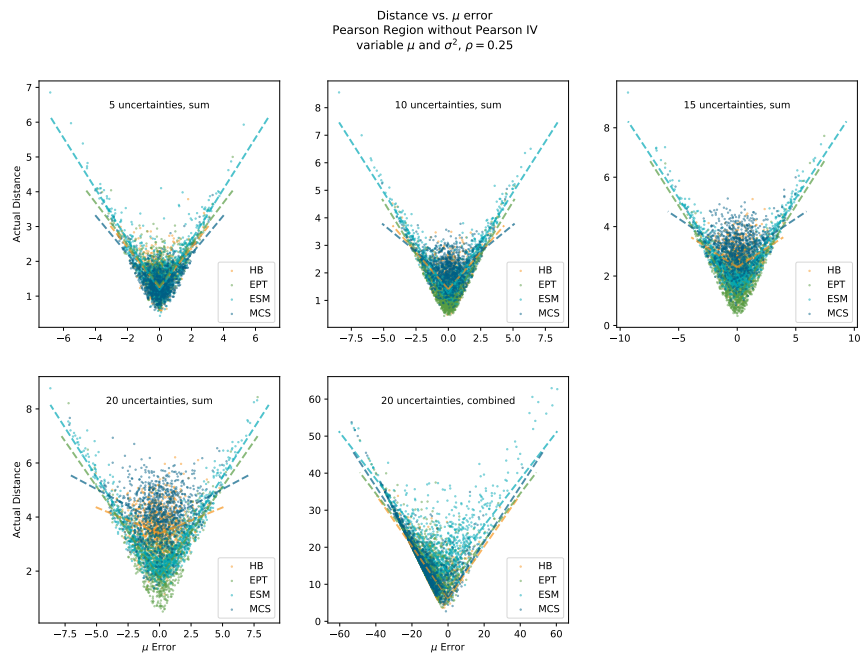 Distance vs. μ error
Pearson Region without Pearson IV
variable μ and σ², ρ = 0.25
5 uncertainties, sum
Actual Distance
7
6
5
4
3
2
1
−6 −4 −2 0 2 4 6
HB
EPT
ESM
MCS
10 uncertainties, sum
8
7
6
5
4
3
2
1
−7.5 −5.0 −2.5 0.0 2.5 5.0 7.5
HB
EPT
ESM
MCS
15 uncertainties, sum
8
6
4
2
0
−10 −5 0 5 10
HB
EPT
ESM
MCS
20 uncertainties, sum
Actual Distance
8
6
4
2
−7.5 −5.0 −2.5 0.0 2.5 5.0 7.5
μ Error
HB
EPT
ESM
MCS
20 uncertainties, combined
60
50
40
30
20
10
0
−60 −40 −20 0 20 40 60
μ Error
HB
EPT
ESM
MCS